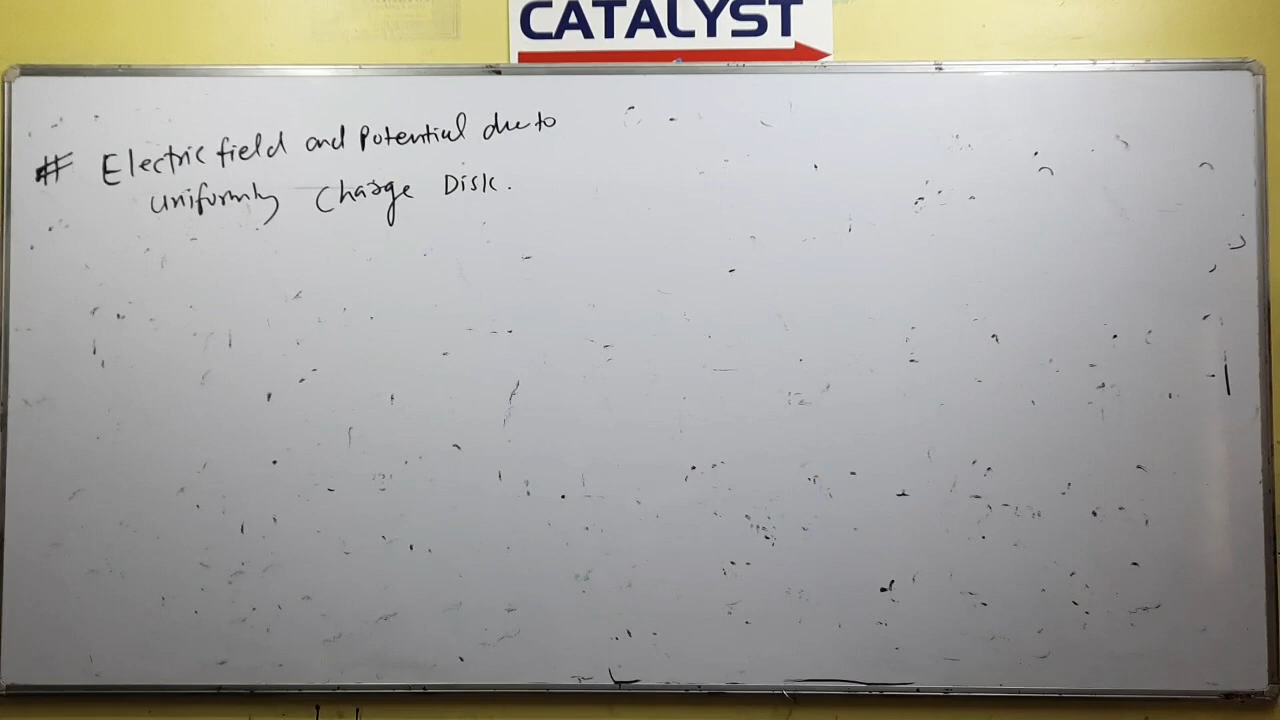 CATALYST
# Electric field and Potential due to
uniformly Charge Disk.